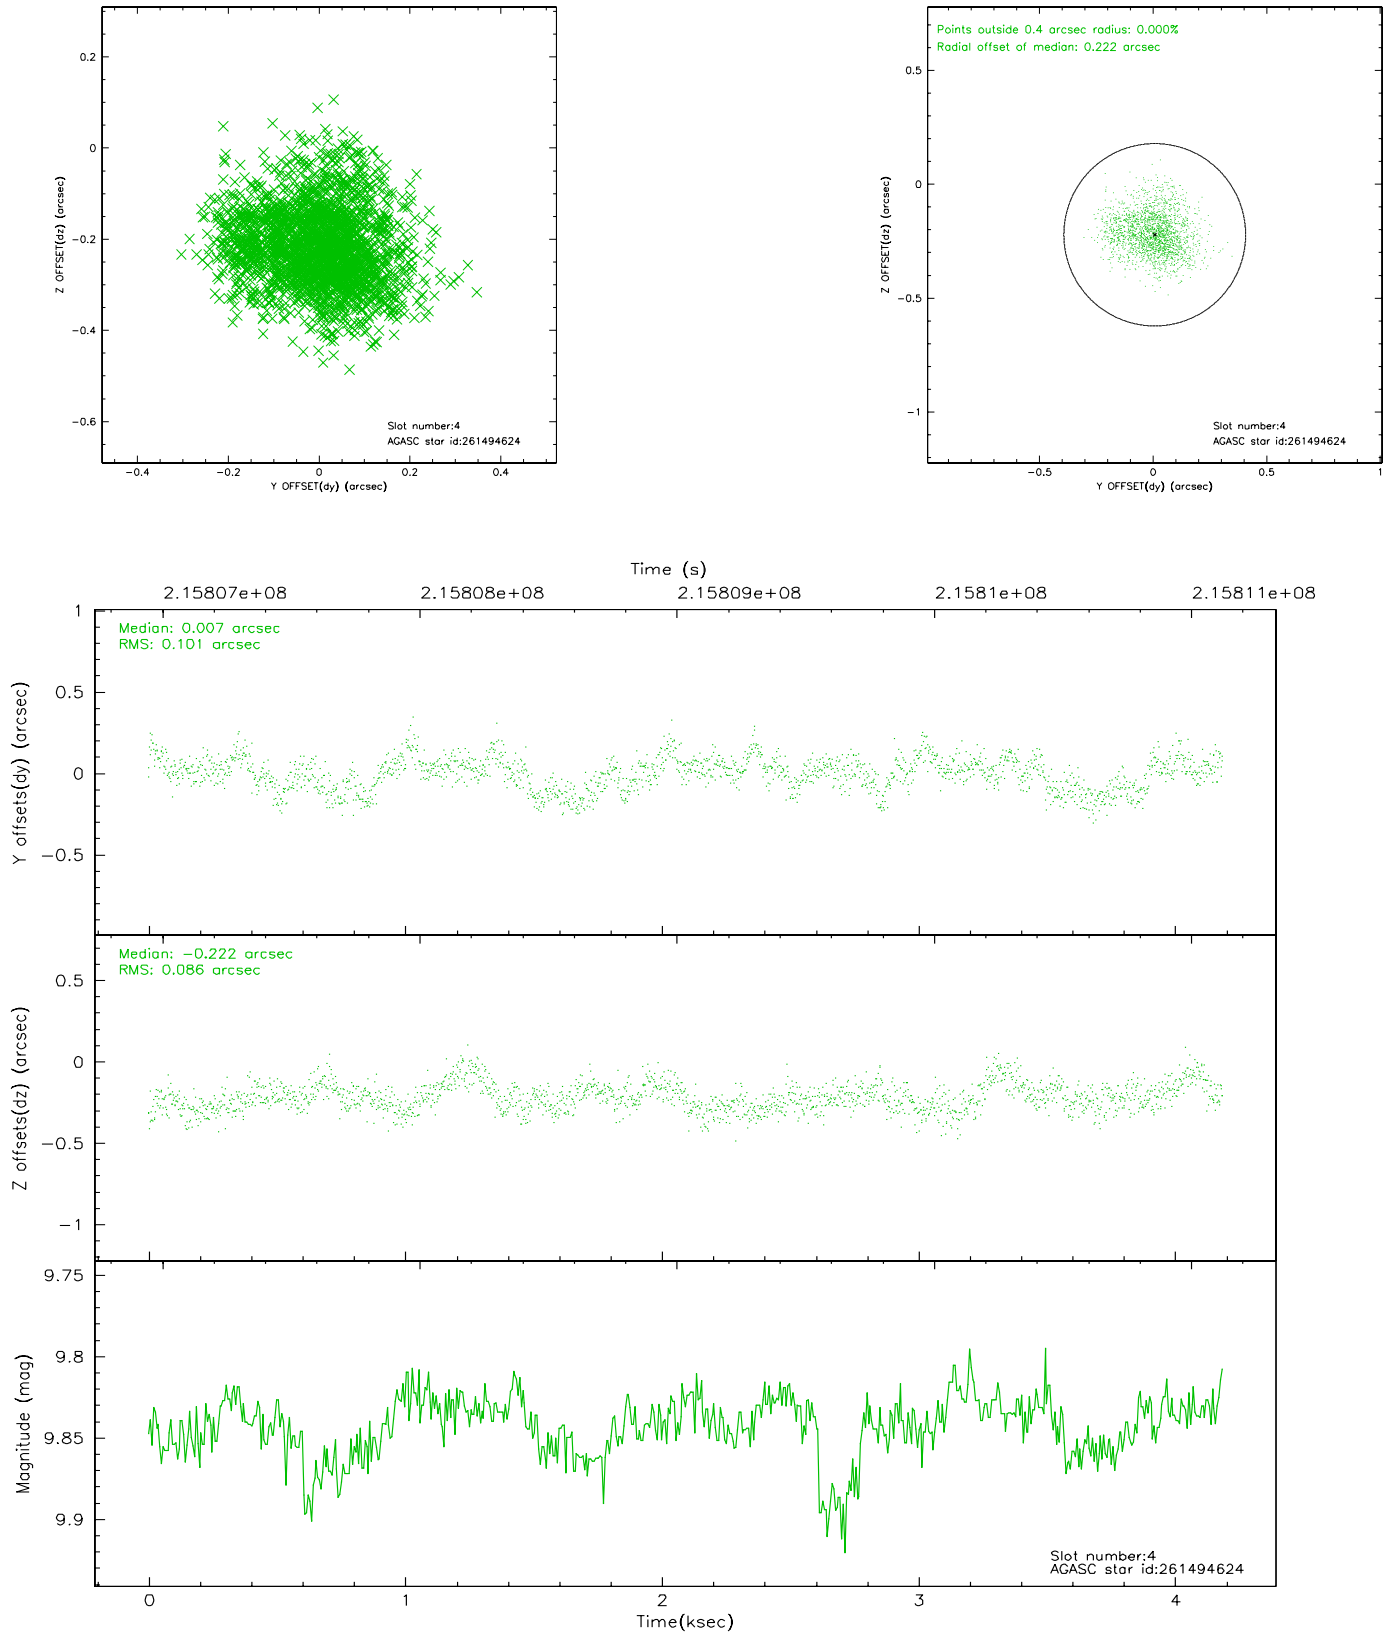 0.2
0
−0.2
−0.4
−0.6
Z OFFSET(dz) (arcsec)
Slot number:4
AGASC star id:261494624
−0.4 −0.2 0 0.2 0.4
Y OFFSET(dy) (arcsec)
Points outside 0.4 arcsec radius: 0.000%
Radial offset of median: 0.222 arcsec
0.5
0
−0.5
−1
Z OFFSET(dz) (arcsec)
Slot number:4
AGASC star id:261494624
−0.5 0 0.5 1
Y OFFSET(dy) (arcsec)
Time (s)
2.15807e+08 2.15808e+08 2.15809e+08 2.1581e+08 2.15811e+08
Median: 0.007 arcsec
RMS: 0.101 arcsec
1
0.5
0
−0.5
Y offsets(dy) (arcsec)
Median: −0.222 arcsec
RMS: 0.086 arcsec
0.5
0
−0.5
−1
Z offsets(dz) (arcsec)
9.75
9.8
9.85
9.9
Magnitude (mag)
Slot number:4
AGASC star id:261494624
0 1 2 3 4
Time(ksec)